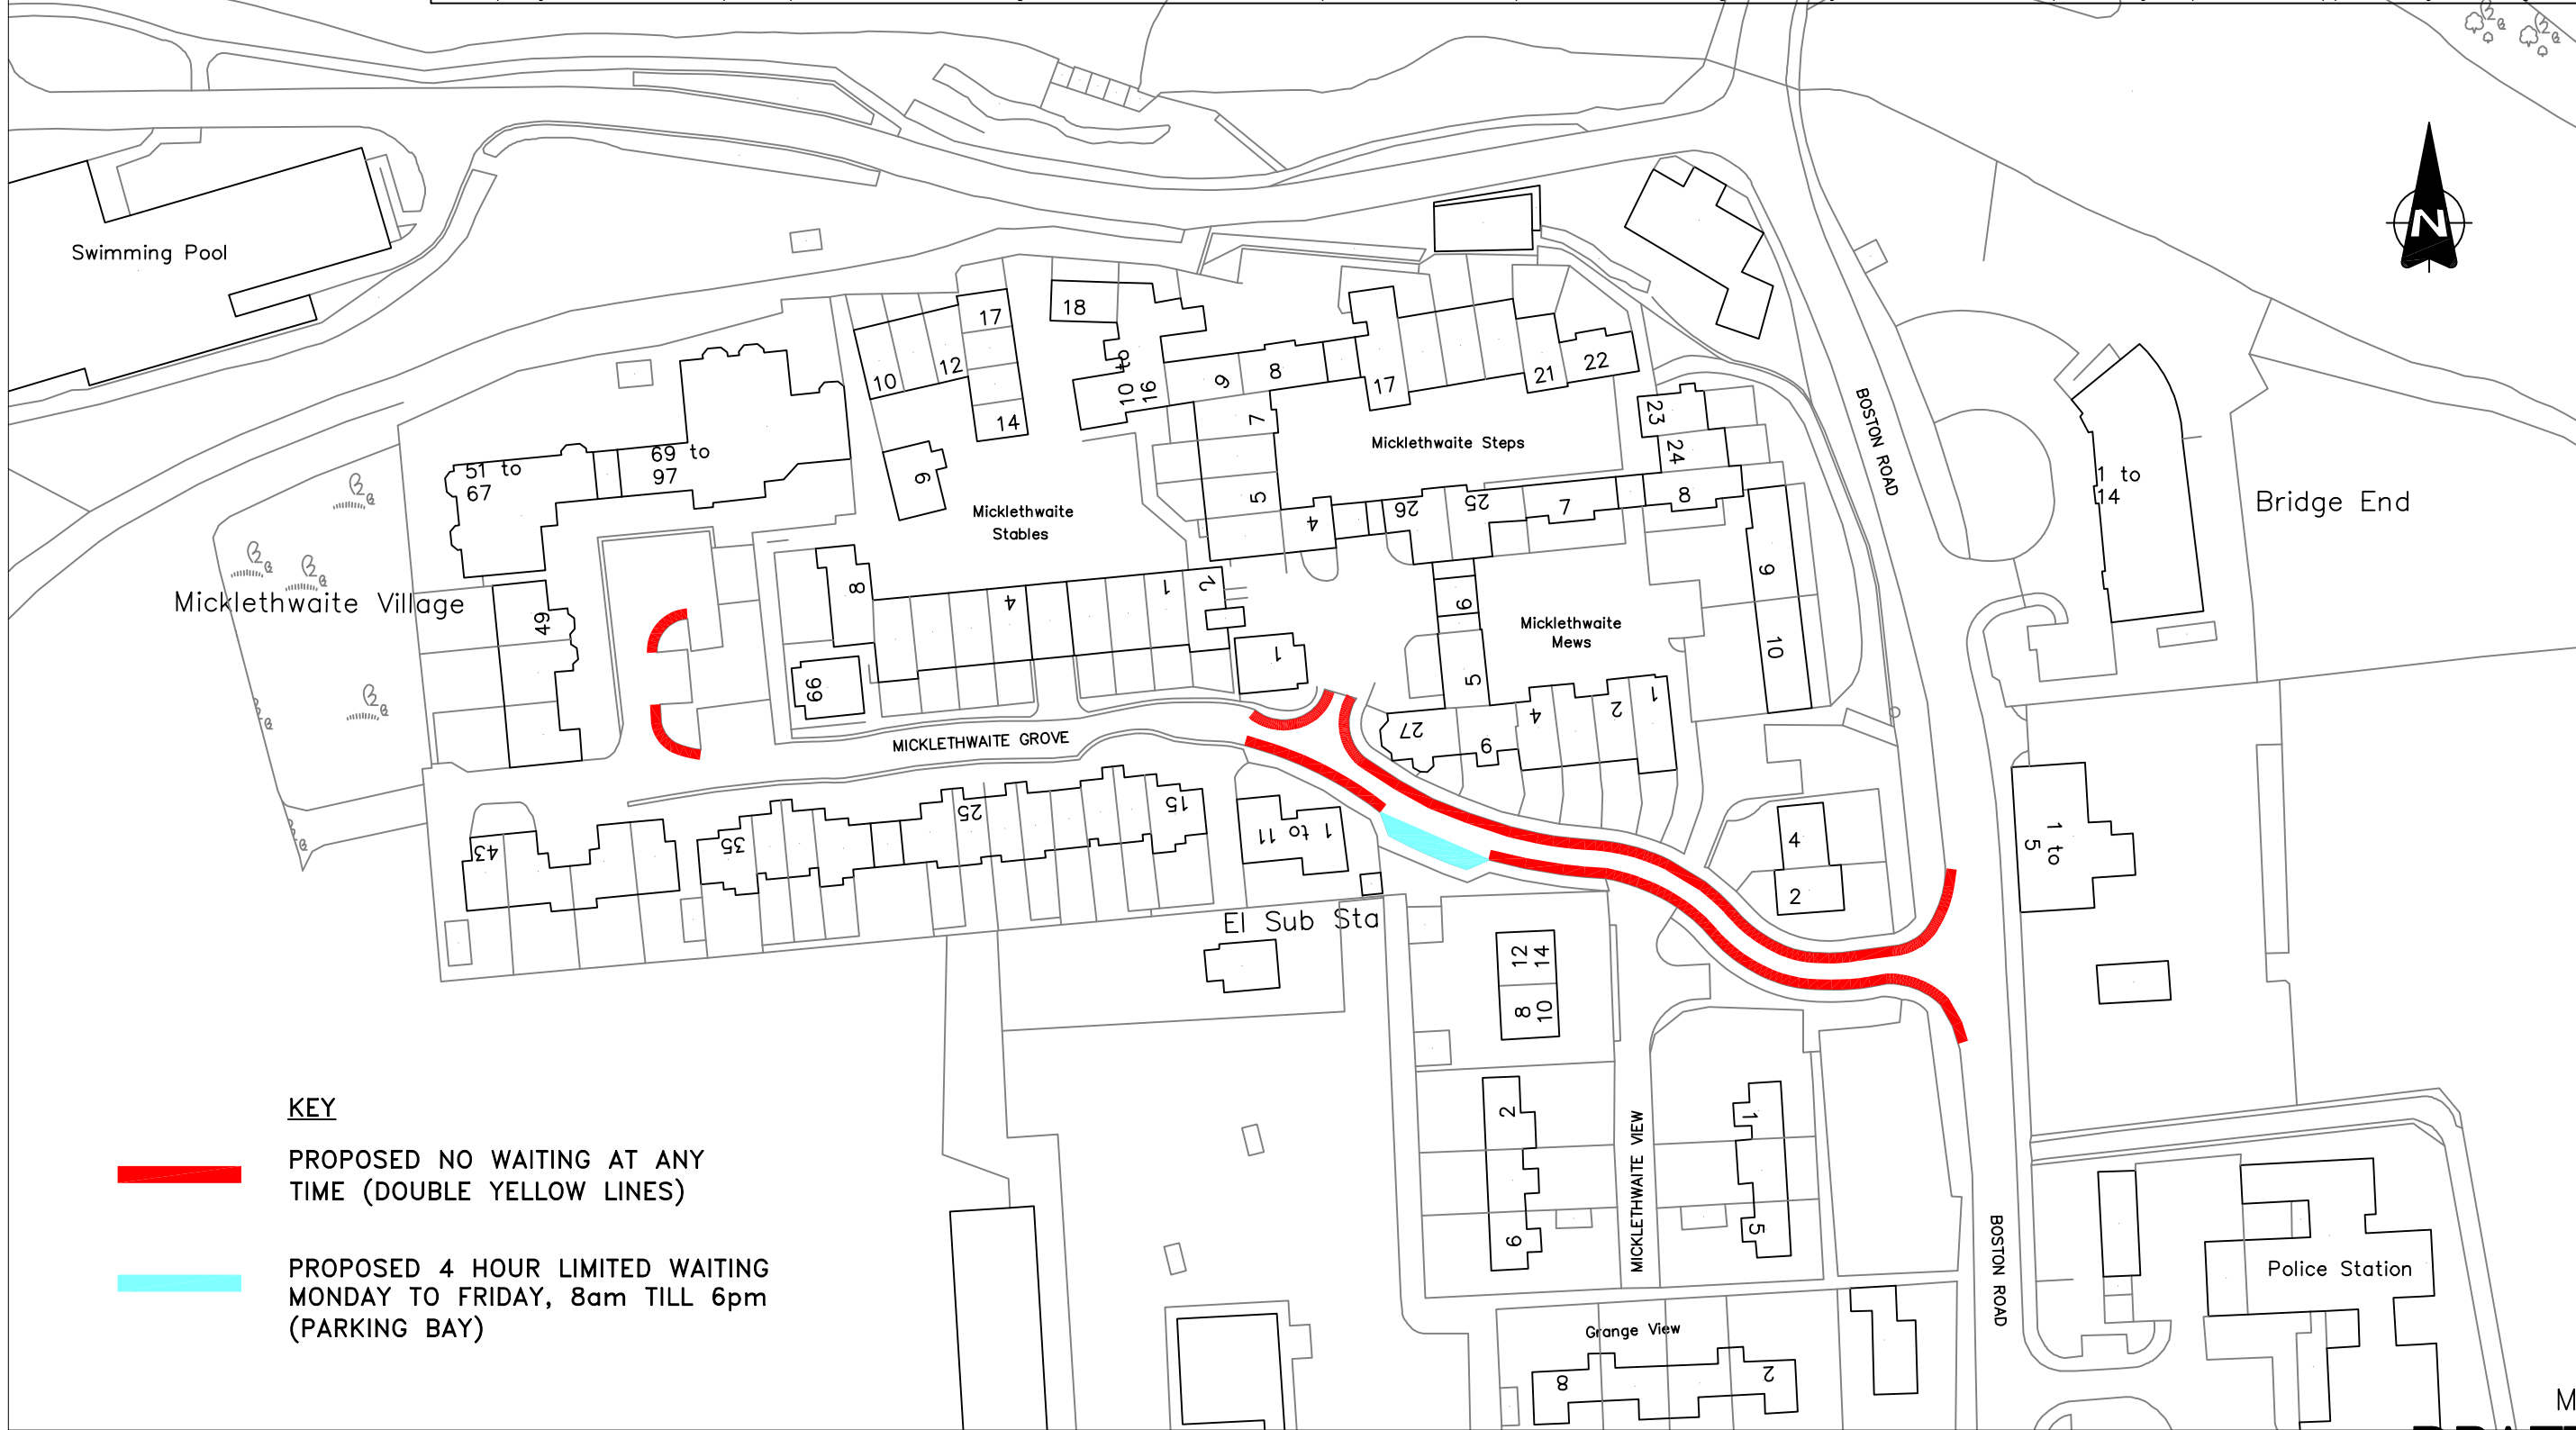 N
Swimming Pool
17
18
10
12
14
10 to
16
9
8
7
5
4
17
21
22
23
24
BOSTON ROAD
Micklethwaite Steps
51 to
67
69 to
97
9
Micklethwaite
Stables
26
25
7
8
1 to
14
Bridge End
Micklethwaite Village
49
8
4
1
2
1
6
5
Micklethwaite
Mews
9
10
99
MICKLETHWAITE GROVE
27
9
4
2
1
43
35
25
15
1 to 11
4
2
1 to
5
El Sub Sta
12
14
8
10
2
6
MICKLETHWAITE VIEW
1
5
BOSTON ROAD
Police Station
Grange View
8
2
KEY
PROPOSED NO WAITING AT ANY
TIME (DOUBLE YELLOW LINES)
PROPOSED 4 HOUR LIMITED WAITING
MONDAY TO FRIDAY, 8am TILL 6pm
(PARKING BAY)